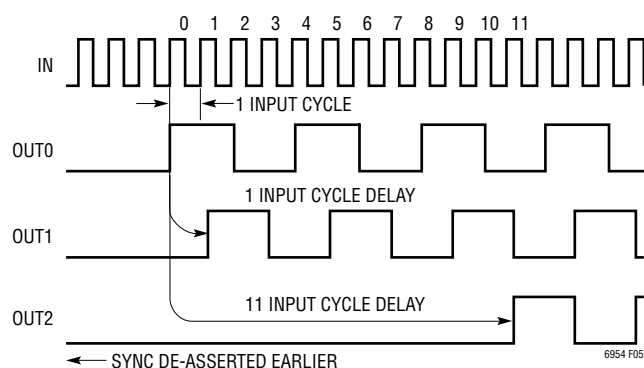 0 1 2 3 4 5 6 7 8 9 10 11
IN
1 INPUT CYCLE
OUT0
1 INPUT CYCLE DELAY
OUT1
11 INPUT CYCLE DELAY
OUT2
6954 F05
SYNC DE-ASSERTED EARLIER